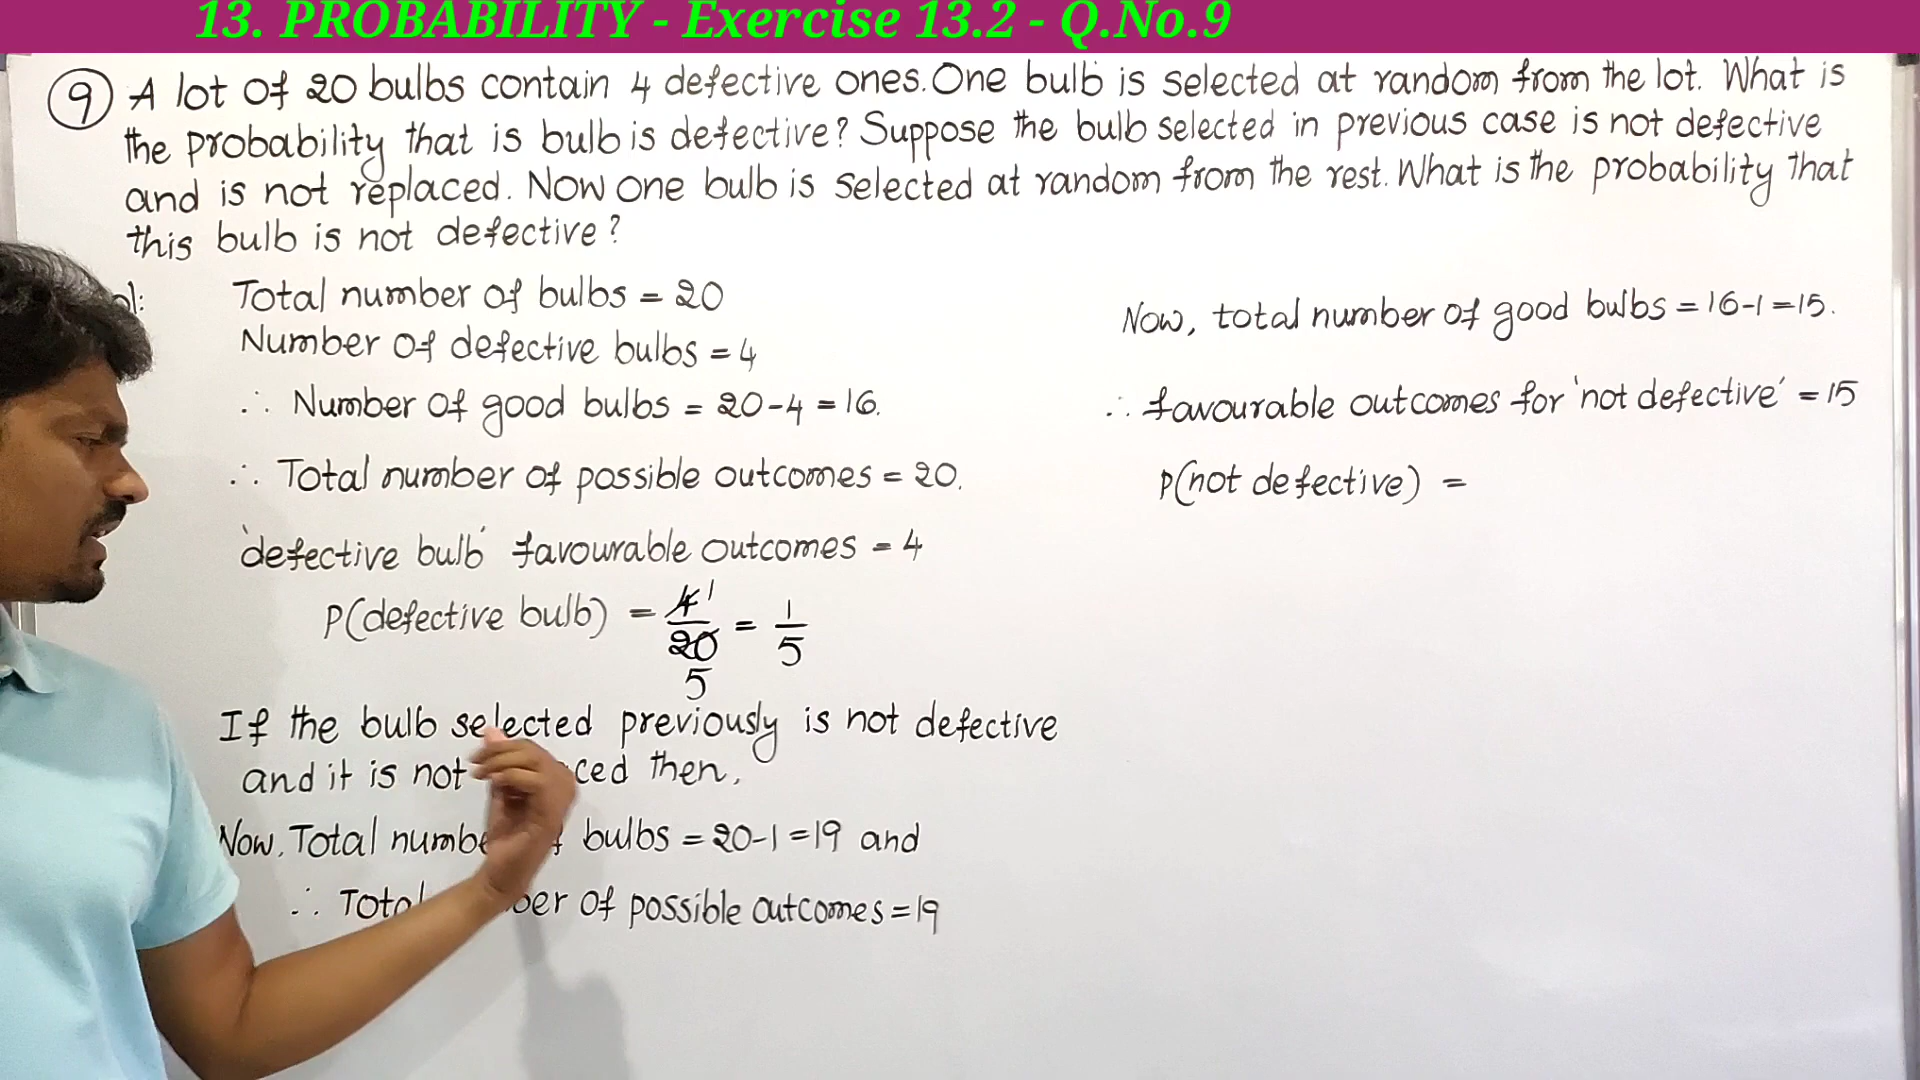 13. PROBABILITY - Exercise 13.2 - Q.No.9
9 A lot of 20 bulbs contain 4 defective ones. One bulb is selected at random from the lot. What is
the probability that is bulb is defective? Suppose the bulb selected in previous case is not defective
and is not replaced. Now one bulb is selected at random from the rest. What is the probability that
this bulb is not defective?
Total number of bulbs = 20
Number of defective bulbs = 4
∴ Number of good bulbs = 20-4 = 16.
∴ Total number of possible outcomes = 20.
'defective bulb' favourable outcomes = 4
P(defective bulb) = 4 1 / 20 5 = 1/5
If the bulb selected previously is not defective
and it is not then,
Now, Total bulbs = 20-1 = 19 and
∴ of possible outcomes = 19
Now, total number of good bulbs = 16-1 = 15.
∴ favourable outcomes for 'not defective' = 15
P(not defective) =